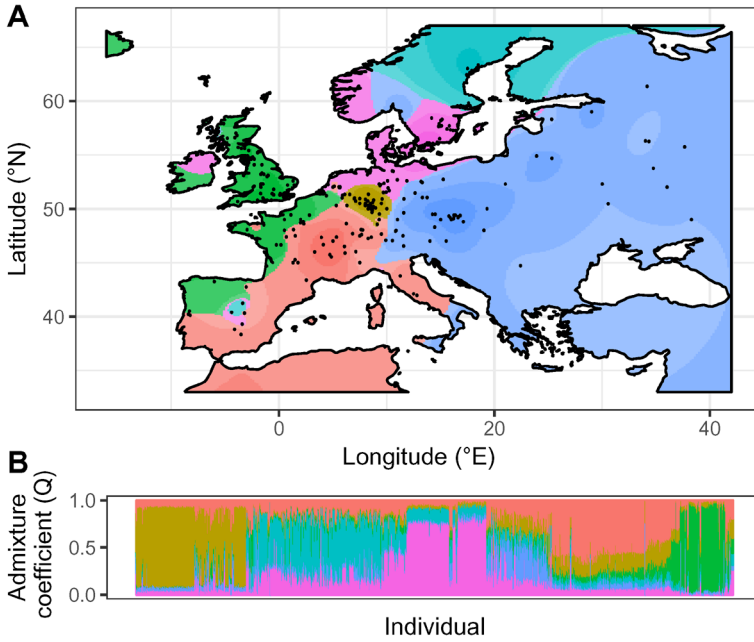 A
60
50
40
Latitude (°N)
0
20
40
Longitude (°E)
B
1.0
0.5
0.0
Admixture
coefficient (Q)
Individual